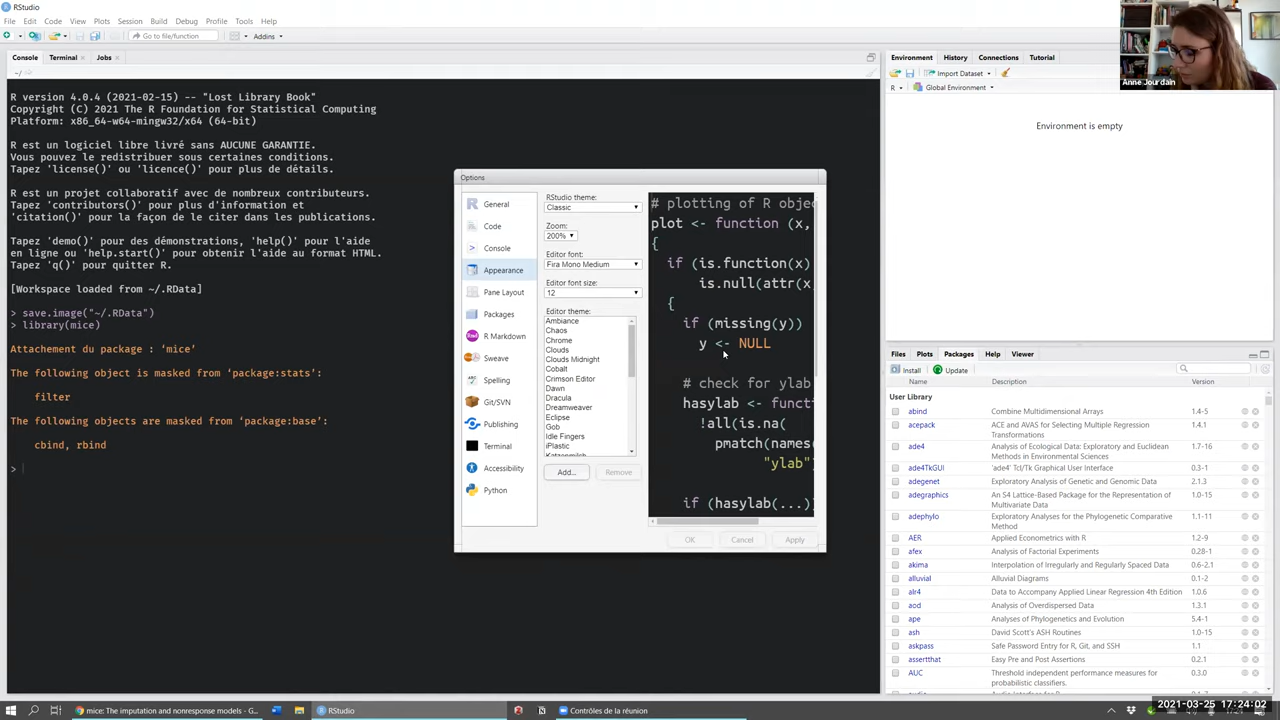 RStudio
File Edit Code View Plots Session Build Debug Profile Tools Help
Go to file/function Addins
Console Terminal Jobs
~/
R version 4.0.4 (2021-02-15) -- "Lost Library Book"
Copyright (C) 2021 The R Foundation for Statistical Computing
Platform: x86_64-w64-mingw32/x64 (64-bit)
R est un logiciel libre livré sans AUCUNE GARANTIE.
Vous pouvez le redistribuer sous certaines conditions.
Tapez 'license()' ou 'licence()' pour plus de détails.
R est un projet collaboratif avec de nombreux contributeurs.
Tapez 'contributors()' pour plus d'information et
'citation()' pour la façon de le citer dans les publications.
Tapez 'demo()' pour des démonstrations, 'help()' pour l'aide
en ligne ou 'help.start()' pour obtenir l'aide au format HTML.
Tapez 'q()' pour quitter R.
[Workspace loaded from ~/.RData]
> save.image("~/.RData")
> library(mice)
Attachement du package : 'mice'
The following object is masked from 'package:stats':
filter
The following objects are masked from 'package:base':
cbind, rbind
>
Options
General
Code
Console
Appearance
Pane Layout
Packages
R Markdown
Sweave
Spelling
Git/SVN
Publishing
Terminal
Accessibility
Python
RStudio theme:
Classic
Zoom:
200%
Editor font:
Fira Mono Medium
Editor font size:
12
Editor theme:
Ambiance
Chaos
Chrome
Clouds
Clouds Midnight
Cobalt
Crimson Editor
Dawn
Dracula
Dreamweaver
Eclipse
Gob
Idle Fingers
iPlastic
Katzenmilch
Add... Remove
# plotting of R objec
plot <- function (x,
{
if (is.function(x)
is.null(attr(x
{
if (missing(y))
y <- NULL
# check for ylab
hasylab <- functi
!all(is.na(
pmatch(names
"ylab"
if (hasylab(...)
OK Cancel Apply
Anne Jourdain
Environment History Connections Tutorial
Import Dataset
R Global Environment
Environment is empty
Files Plots Packages Help Viewer
Install Update
Name Description Version
User Library
abind Combine Multidimensional Arrays 1.4-5
acepack ACE and AVAS for Selecting Multiple Regression Transformations 1.4.1
ade4 Analysis of Ecological Data: Exploratory and Euclidean Methods in Environmental Sciences 1.7-16
ade4TkGUI 'ade4' Tcl/Tk Graphical User Interface 0.3-1
adegenet Exploratory Analysis of Genetic and Genomic Data 2.1.3
adegraphics An S4 Lattice-Based Package for the Representation of Multivariate Data 1.0-15
adephylo Exploratory Analyses for the Phylogenetic Comparative Method 1.1-11
AER Applied Econometrics with R 1.2-9
afex Analysis of Factorial Experiments 0.28-1
akima Interpolation of Irregularly and Regularly Spaced Data 0.6-2.1
alluvial Alluvial Diagrams 0.1-2
alr4 Data to Accompany Applied Linear Regression 4th Edition 1.0.6
aod Analysis of Overdispersed Data 1.3.1
ape Analyses of Phylogenetics and Evolution 5.4-1
ash David Scott's ASH Routines 1.0-15
askpass Safe Password Entry for R, Git, and SSH 1.1
assertthat Easy Pre and Post Assertions 0.2.1
AUC Threshold independent performance measures for probabilistic classifiers. 0.3.0
mice: The imputation and nonresponse models - G... RStudio Contrôles de la réunion
2021-03-25 17:24:02